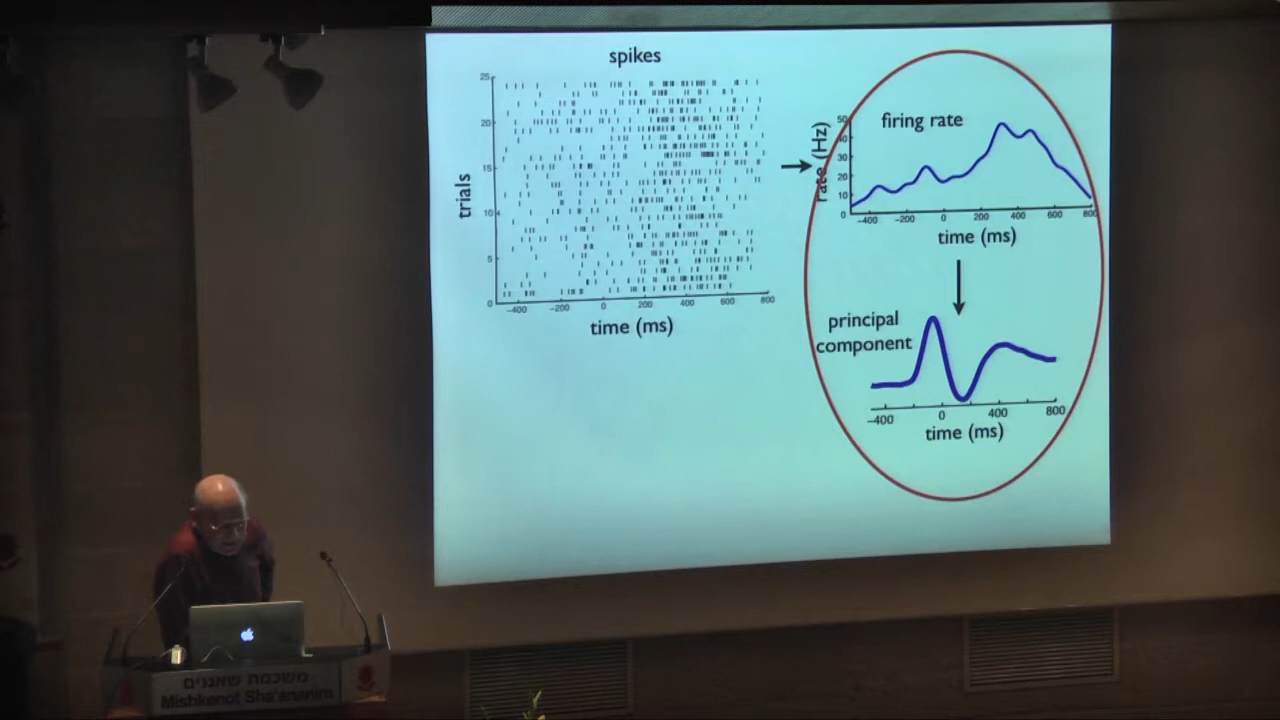 spikes
25
20
15
10
5
0
trials
−400
−200
0
200
400
600
800
time (ms)
firing rate
50
40
30
20
10
0
rate (Hz)
−400
−200
0
200
400
600
800
time (ms)
principal
component
−400
0
400
800
time (ms)
משכנות שאננים
Mishkenot Sha'ananim